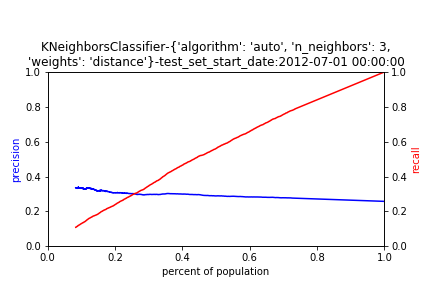 KNeighborsClassifier-{'algorithm': 'auto', 'n_neighbors': 3,
'weights': 'distance'}-test_set_start_date:2012-07-01 00:00:00
1.0
0.8
0.6
0.4
0.2
0.0
precision
1.0
0.8
0.6
0.4
0.2
0.0
recall
0.0 0.2 0.4 0.6 0.8 1.0
percent of population